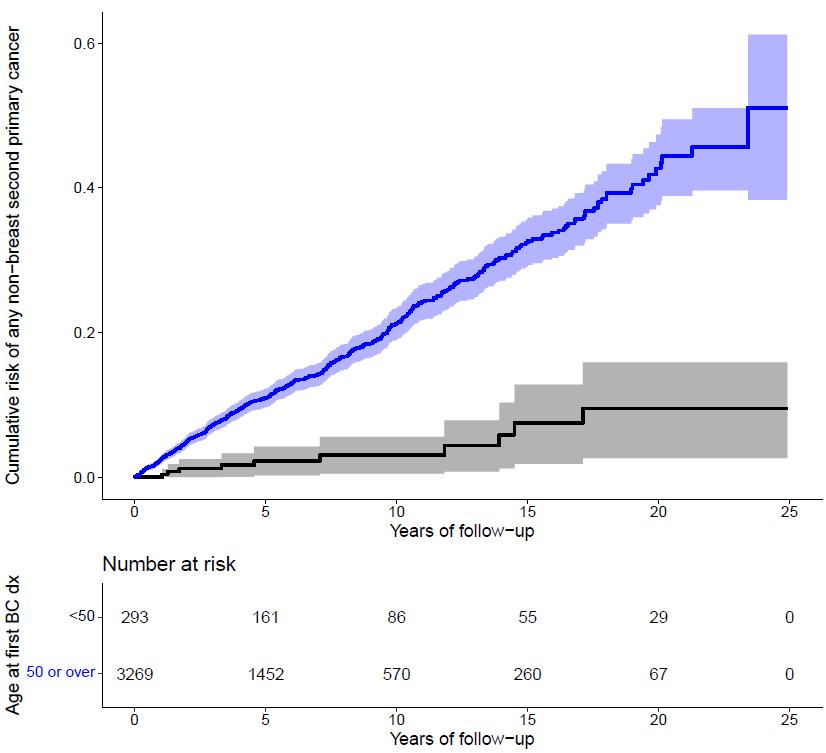 Cumulative risk of any non−breast second primary cancer
0.6
0.4
0.2
0.0
0 5 10 15 20 25
Years of follow−up
Number at risk
Age at first BC dx
<50 293 161 86 55 29 0
50 or over 3269 1452 570 260 67 0
0 5 10 15 20 25
Years of follow−up